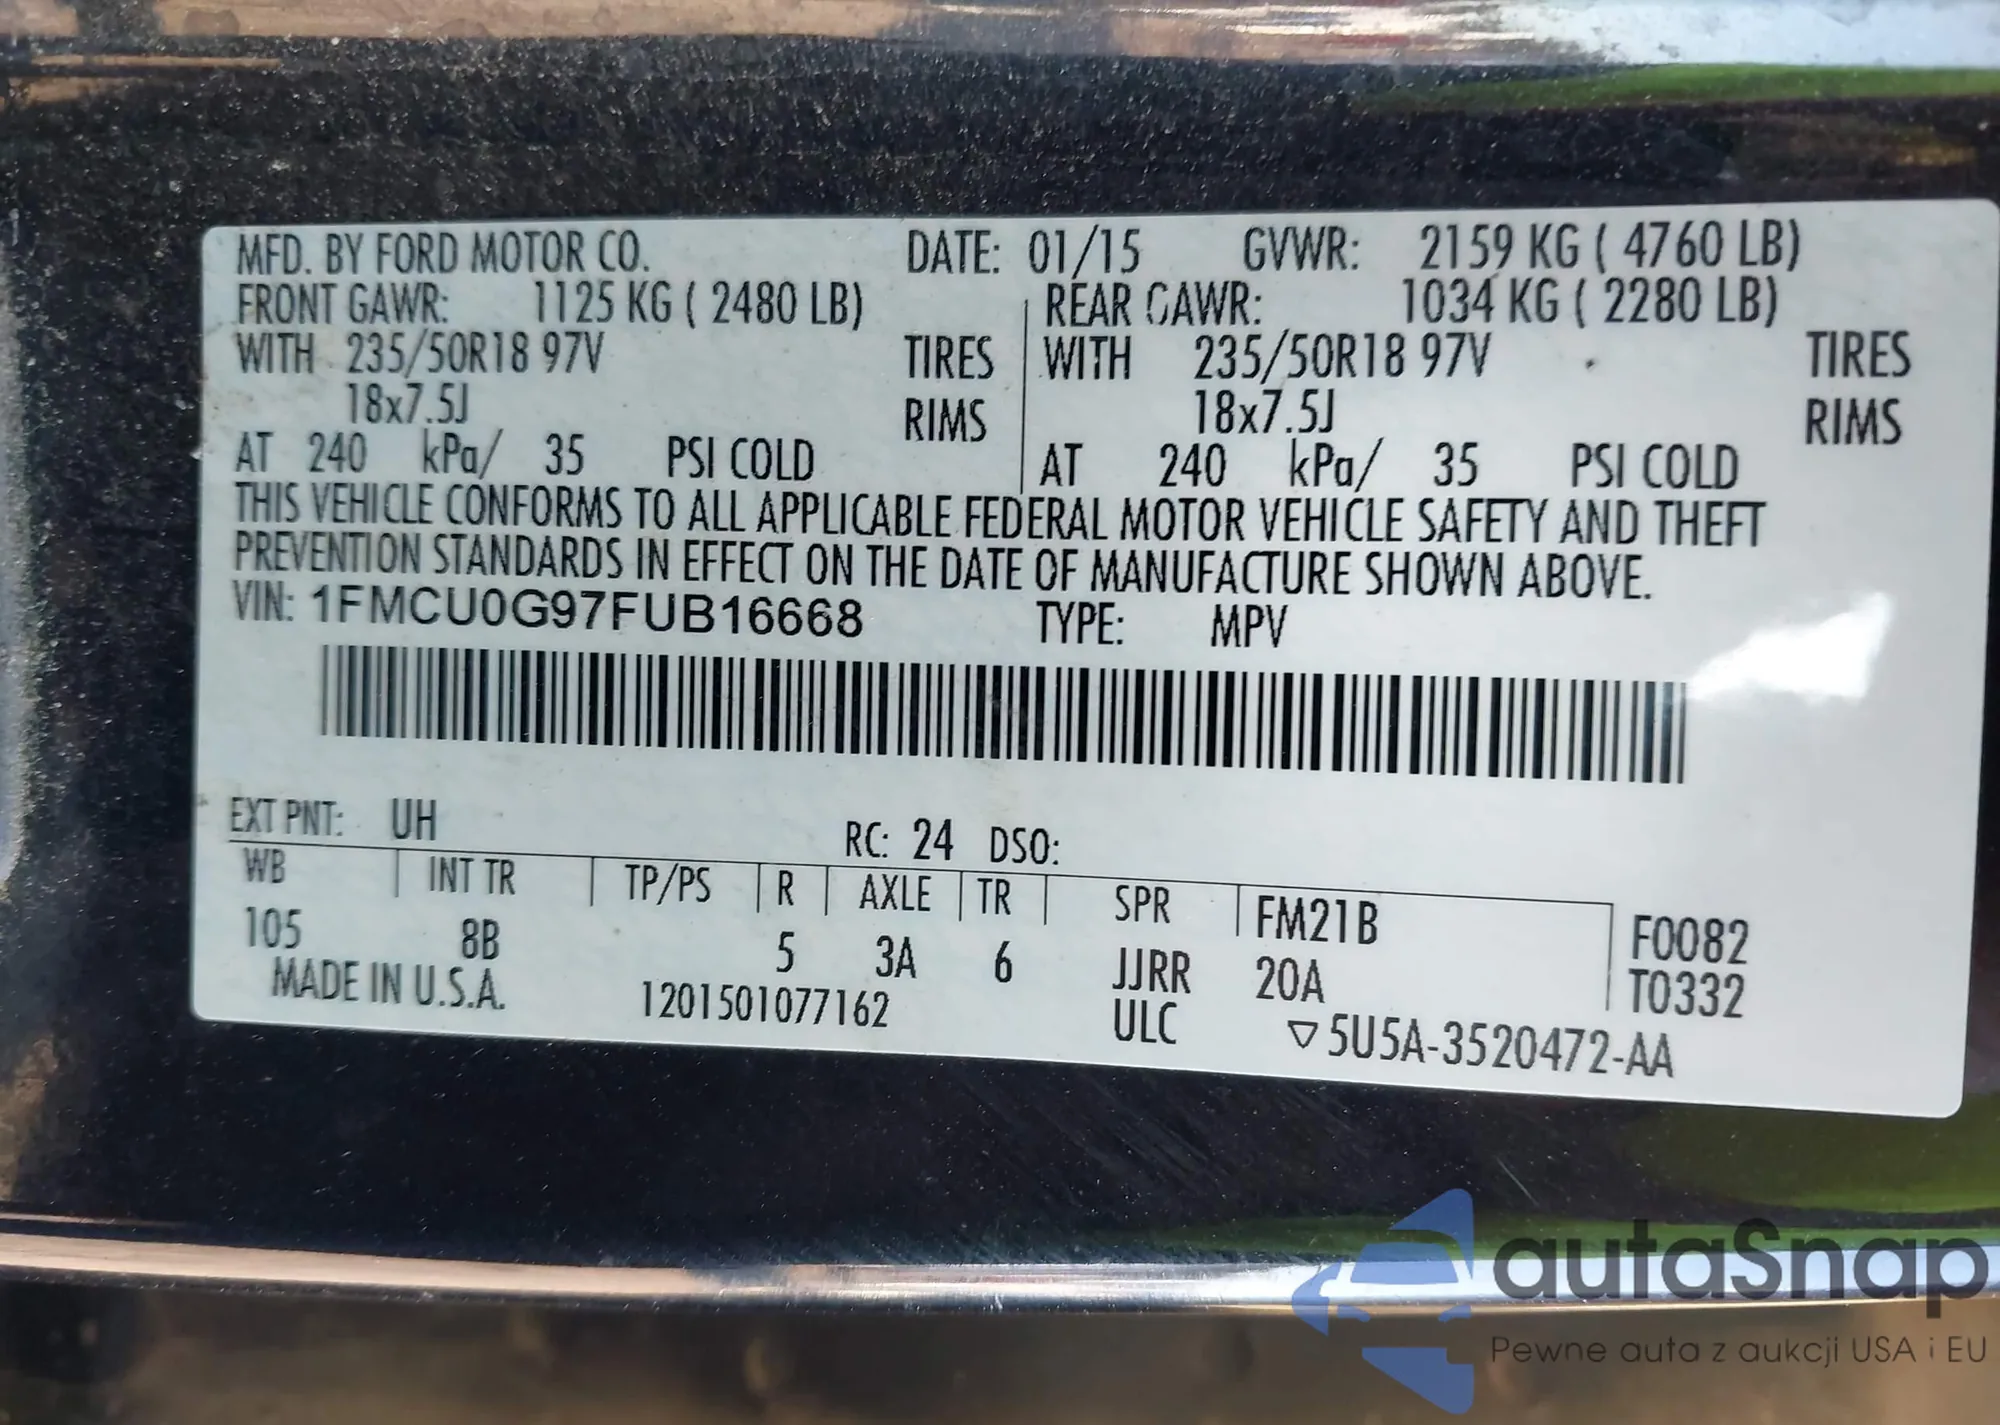 MFD. BY FORD MOTOR CO. DATE: 01/15 GVWR: 2159 KG ( 4760 LB)
FRONT GAWR: 1125 KG ( 2480 LB) REAR GAWR: 1034 KG ( 2280 LB)
WITH 235/50R18 97V TIRES WITH 235/50R18 97V TIRES
18x7.5J RIMS 18x7.5J RIMS
AT 240 kPa/ 35 PSI COLD AT 240 kPa/ 35 PSI COLD
THIS VEHICLE CONFORMS TO ALL APPLICABLE FEDERAL MOTOR VEHICLE SAFETY AND THEFT
PREVENTION STANDARDS IN EFFECT ON THE DATE OF MANUFACTURE SHOWN ABOVE.
VIN: 1FMCU0G97FUB16668 TYPE: MPV
EXT PNT: UH RC: 24 DSO:
WB INT TR TP/PS R AXLE TR SPR FM21B F0082
105 8B 5 3A 6 JJRR 20A T0332
MADE IN U.S.A. 1201501077162 ULC ▽5U5A-3520472-AA
autaSnap
Pewne auta z aukcji USA i EU